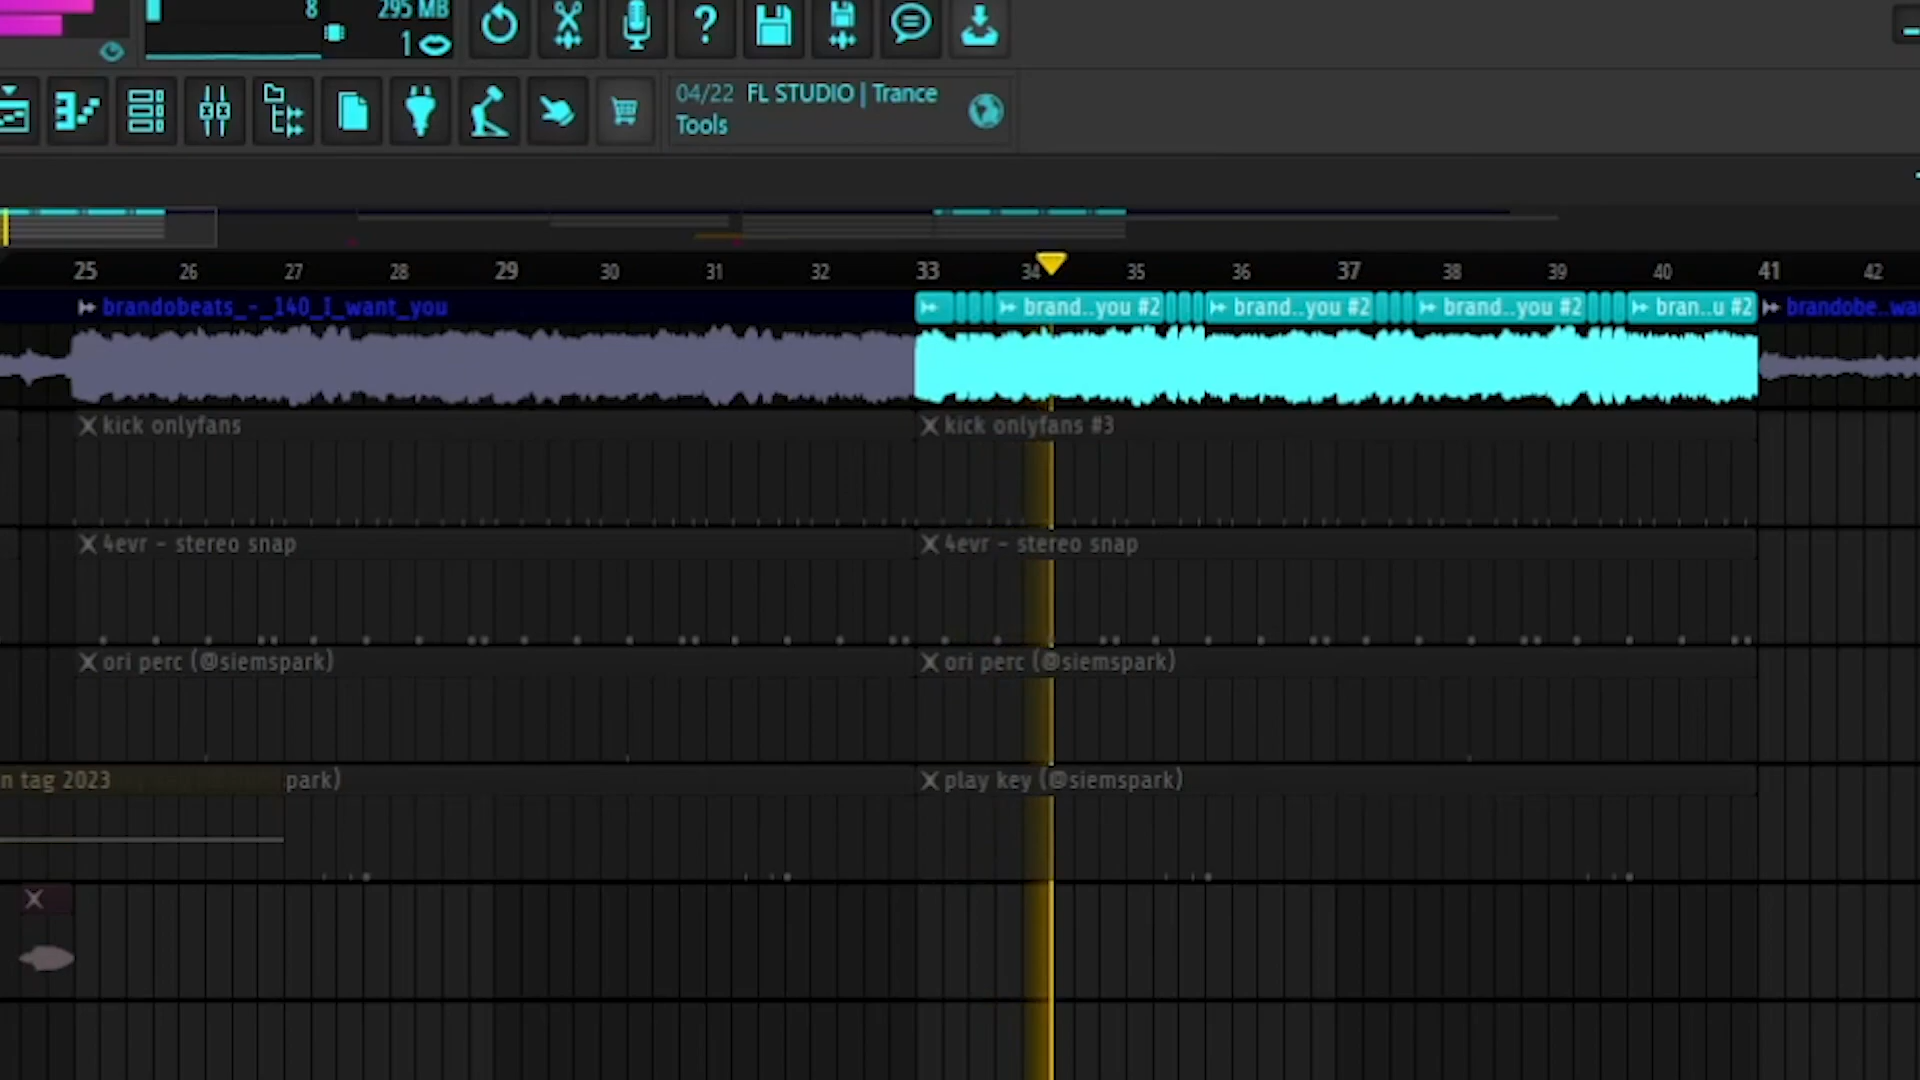 8 295 MB
1
?
04/22 FL STUDIO | Trance
Tools
25 26 27 28 29 30 31 32 33 34 35 36 37 38 39 40 41 42
brandobeats_-_140_I_want_you brand..you #2 brand..you #2 brand..you #2 bran..u #2 brandobe..wa
kick onlyfans kick onlyfans #3
4evr - stereo snap 4evr - stereo snap
ori perc (@siemspark) ori perc (@siemspark)
n tag 2023 park) play key (@siemspark)